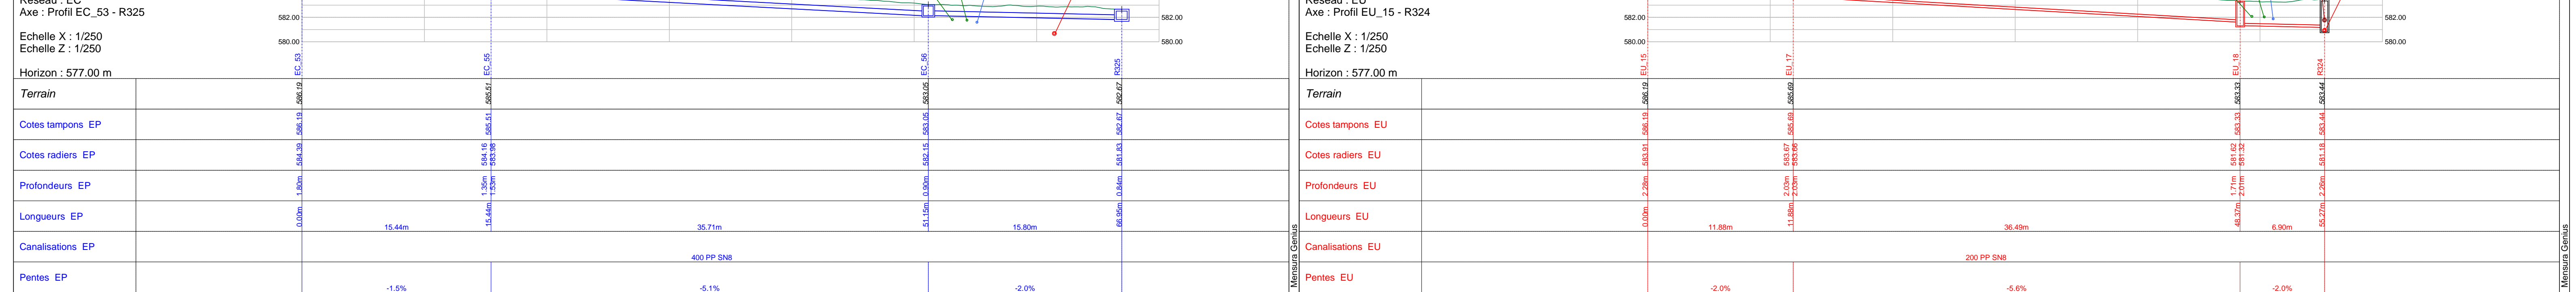 Réseau : EC
Axe : Profil EC_53 - R325
Echelle X : 1/250
Echelle Z : 1/250
Horizon : 577.00 m
582.00
580.00
582.00
580.00
EC_53
EC_55
EC_56
R325
Terrain
586.19
585.51
583.05
582.67
Cotes tampons EP
586.19
585.51
583.05
582.67
Cotes radiers EP
584.39
584.16
583.98
582.15
581.83
Profondeurs EP
1.80m
1.35m
1.53m
0.90m
0.84m
Longueurs EP
0.00m
15.44m
15.44m
35.71m
51.15m
15.80m
66.95m
Canalisations EP
400 PP SN8
Pentes EP
-1.5%
-5.1%
-2.0%
Mensura Genius
Réseau : EU
Axe : Profil EU_15 - R324
Echelle X : 1/250
Echelle Z : 1/250
Horizon : 577.00 m
582.00
580.00
582.00
580.00
EU_15
EU_17
EU_18
R324
Terrain
586.19
585.69
583.33
583.44
Cotes tampons EU
586.19
585.69
583.33
583.44
Cotes radiers EU
583.91
583.67
583.66
581.62
581.32
581.18
Profondeurs EU
2.28m
2.03m
2.03m
1.71m
2.01m
2.26m
Longueurs EU
0.00m
11.88m
11.88m
36.49m
48.37m
6.90m
55.27m
Canalisations EU
200 PP SN8
Pentes EU
-2.0%
-5.6%
-2.0%
Mensura Genius